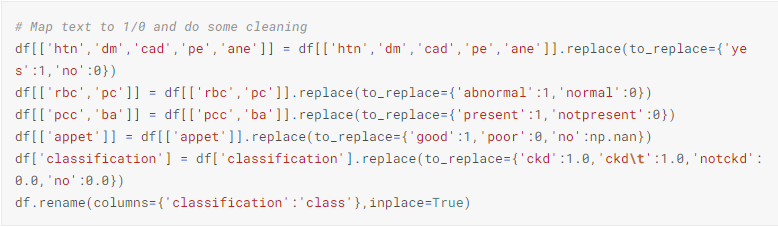 # Map text to 1/0 and do some cleaning
df[['htn','dm','cad','pe','ane']] = df[['htn','dm','cad','pe','ane']].replace(to_replace={'ye
s':1,'no':0})
df[['rbc','pc']] = df[['rbc','pc']].replace(to_replace={'abnormal':1,'normal':0})
df[['pcc','ba']] = df[['pcc','ba']].replace(to_replace={'present':1,'notpresent':0})
df[['appet']] = df[['appet']].replace(to_replace={'good':1,'poor':0,'no':np.nan})
df['classification'] = df['classification'].replace(to_replace={'ckd':1.0,'ckd\t':1.0,'notckd':
0.0,'no':0.0})
df.rename(columns={'classification':'class'},inplace=True)